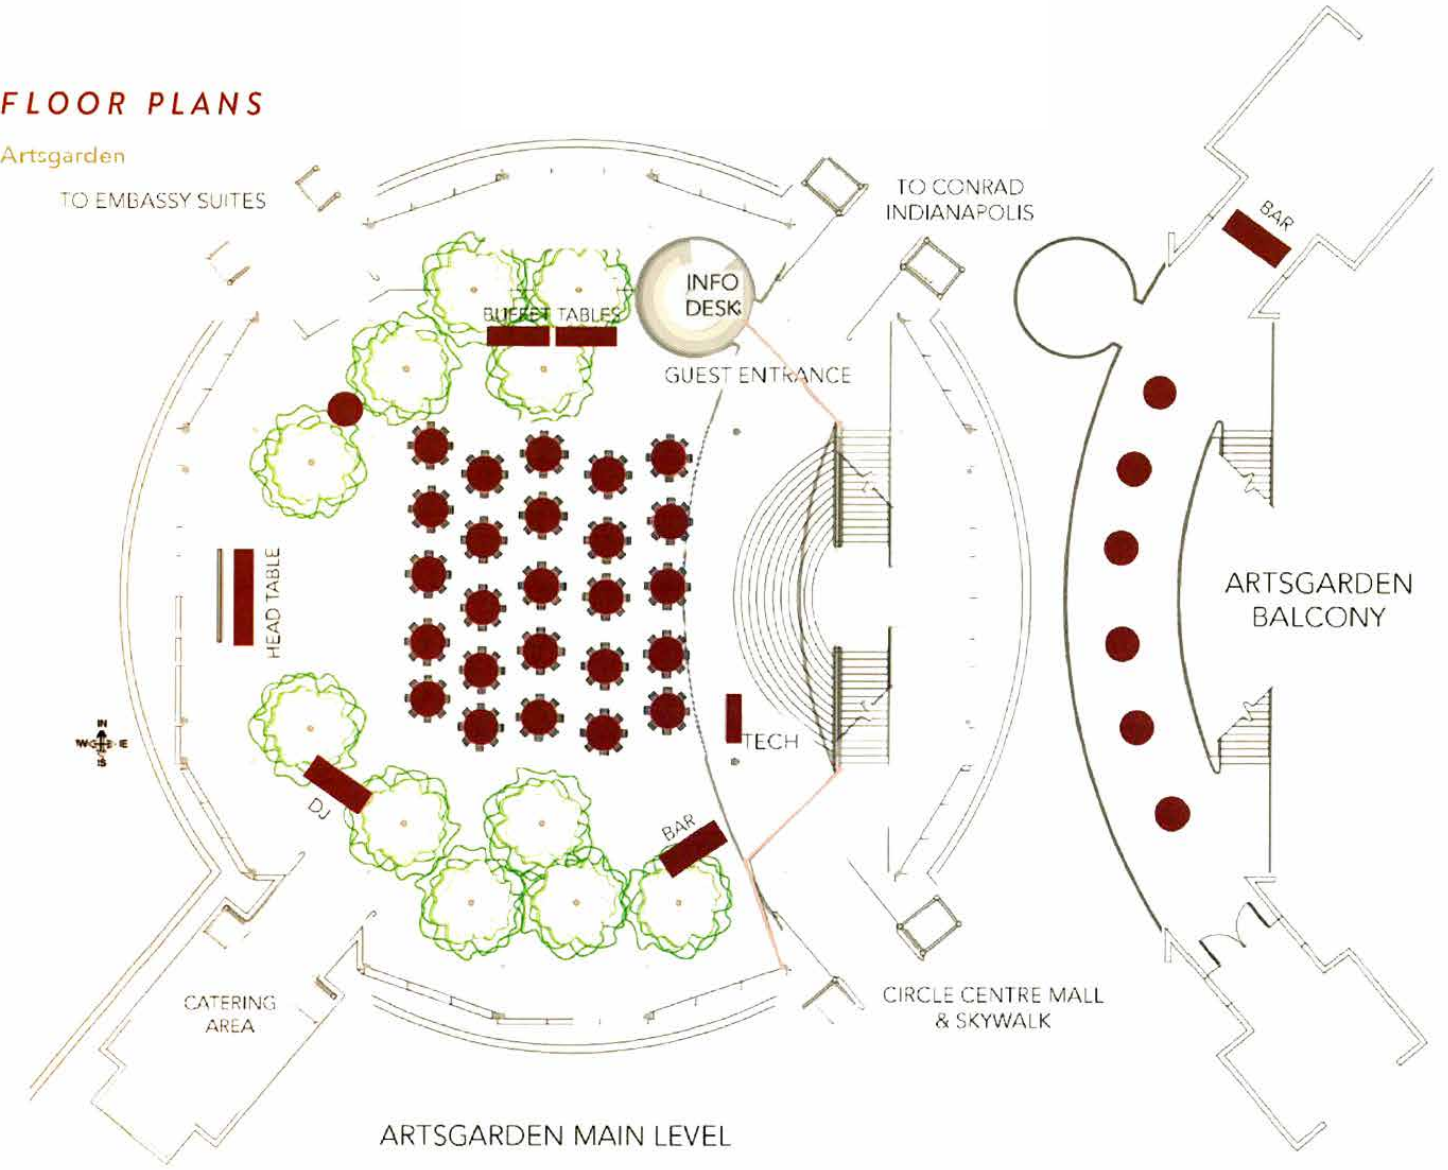 FLOOR PLANS
Artsgarden
TO EMBASSY SUITES
TO CONRAD
INDIANAPOLIS
BAR
INFO
DESK
BUFFET TABLES
GUEST ENTRANCE
HEAD TABLE
ARTSGARDEN
BALCONY
N
W
E
S
TECH
DJ
BAR
CATERING
AREA
CIRCLE CENTRE MALL
& SKYWALK
ARTSGARDEN MAIN LEVEL